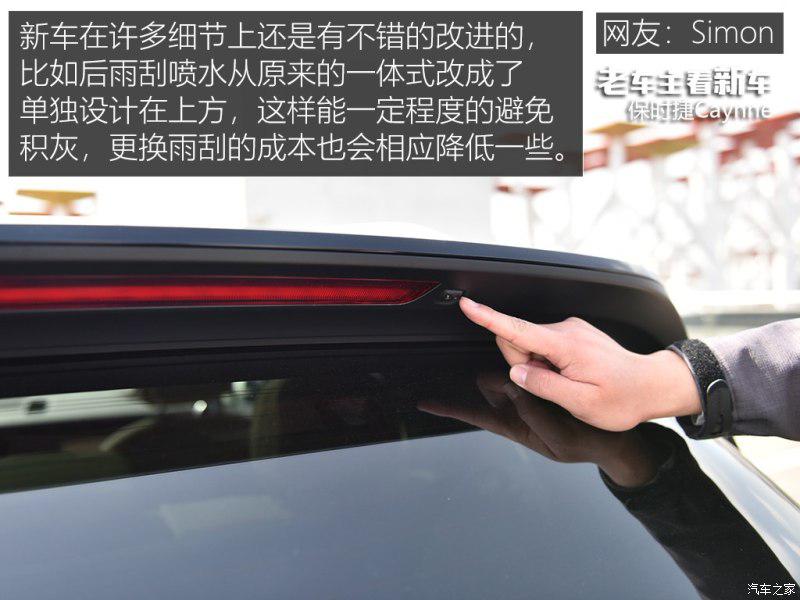 新车在许多细节上还是有不错的改进的，
比如后雨刮喷水从原来的一体式改成了
单独设计在上方，这样能一定程度的避免
积灰，更换雨刮的成本也会相应降低一些。
网友：Simon
老车主看新车
保时捷Caynne
汽车之家